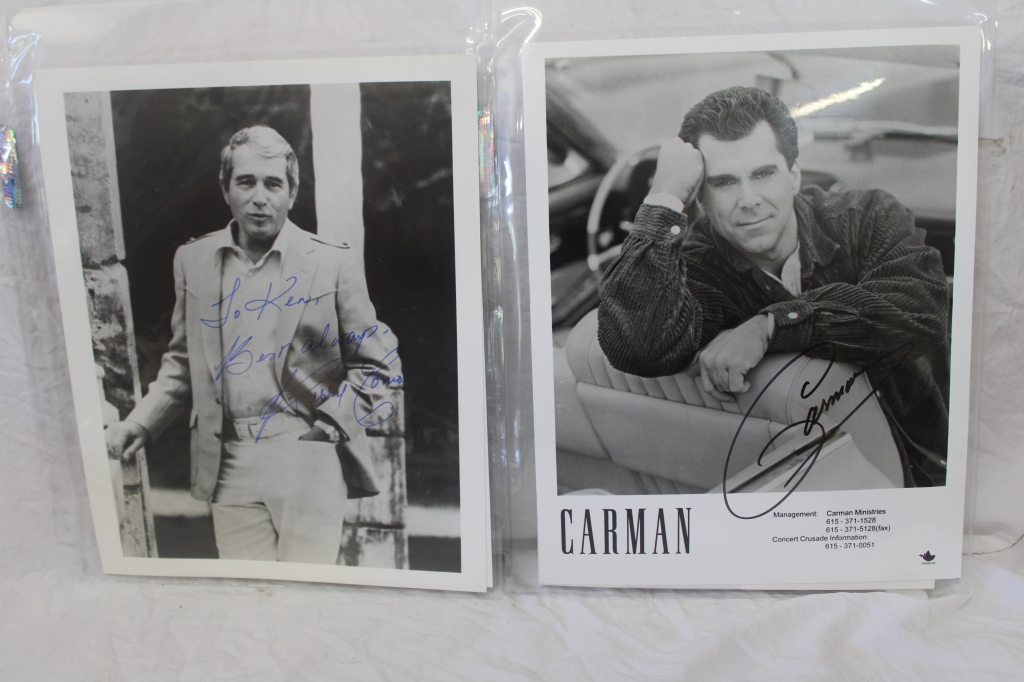 To Ken,
Best always,
Carman
CARMAN
Management: Carman Ministries
615 - 371-1528
615 - 371-5128(fax)
Concert Crusade Information:
615 - 371-0051